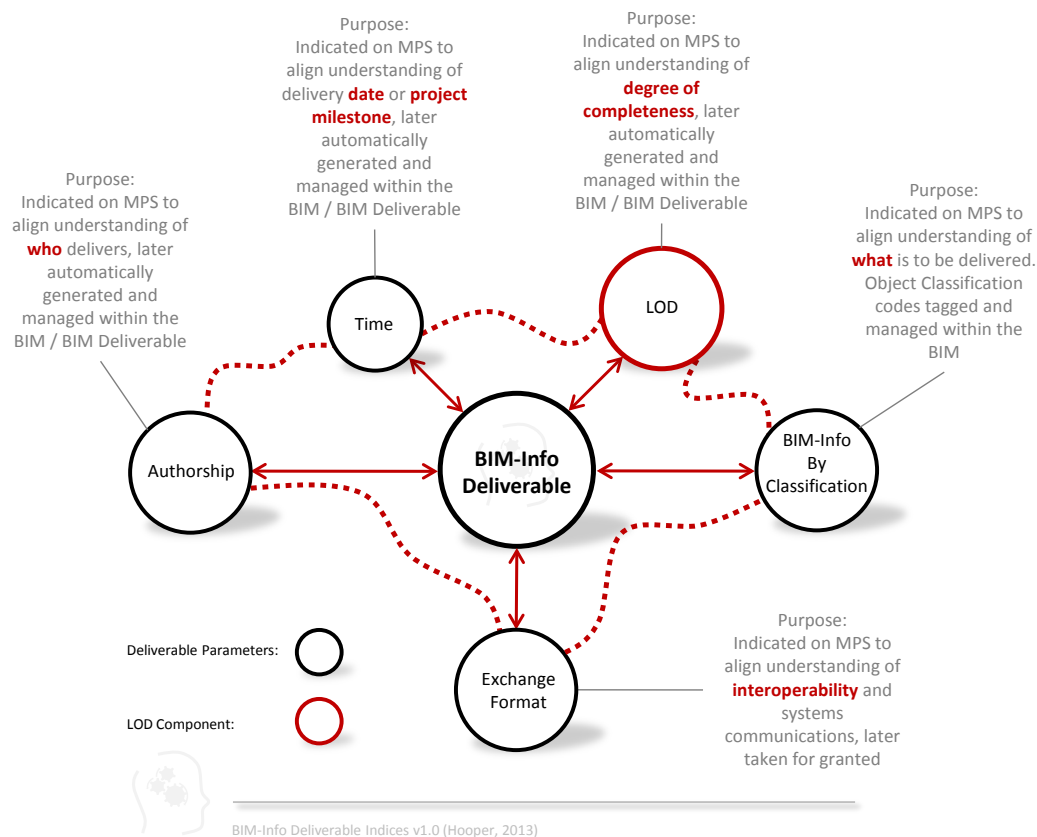 Purpose:
Indicated on MPS to
align understanding of
delivery date or project
milestone, later
automatically
generated and
managed within the
BIM / BIM Deliverable
Purpose:
Indicated on MPS to
align understanding of
degree of
completeness, later
automatically
generated and
managed within the
BIM / BIM Deliverable
Purpose:
Indicated on MPS to
align understanding of
who delivers, later
automatically
generated and
managed within the
BIM / BIM Deliverable
Purpose:
Indicated on MPS to
align understanding of
what is to be delivered.
Object Classification
codes tagged and
managed within the
BIM
Time
LOD
Authorship
BIM-Info
Deliverable
BIM-Info
By
Classification
Exchange
Format
Purpose:
Indicated on MPS to
align understanding of
interoperability and
systems
communications, later
taken for granted
Deliverable Parameters:
LOD Component:
BIM-Info Deliverable Indices v1.0 (Hooper, 2013)